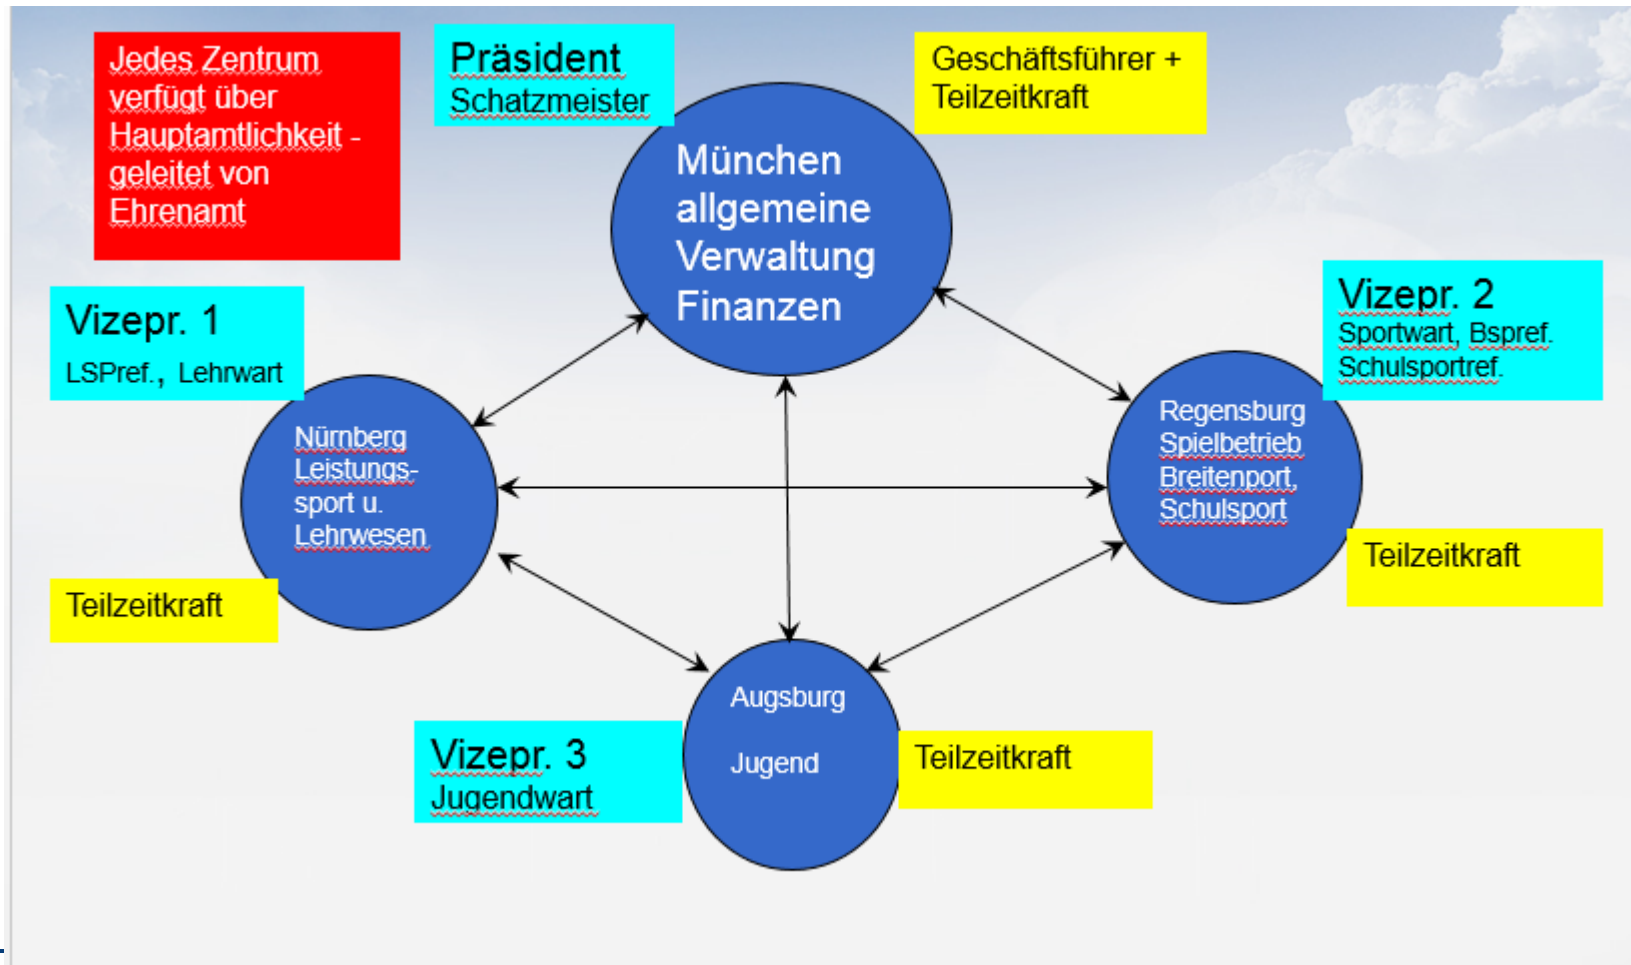 Jedes Zentrum
verfügt über
Hauptamtlichkeit -
geleitet von
Ehrenamt
Präsident
Schatzmeister
Geschäftsführer +
Teilzeitkraft
München
allgemeine
Verwaltung
Finanzen
Vizepr. 1
LSPref., Lehrwart
Vizepr. 2
Sportwart, Bspref.
Schulsportref.
Nürnberg
Leistungs-
sport u.
Lehrwesen
Regensburg
Spielbetrieb
Breitenport,
Schulsport
Teilzeitkraft
Teilzeitkraft
Augsburg
Jugend
Vizepr. 3
Jugendwart
Teilzeitkraft